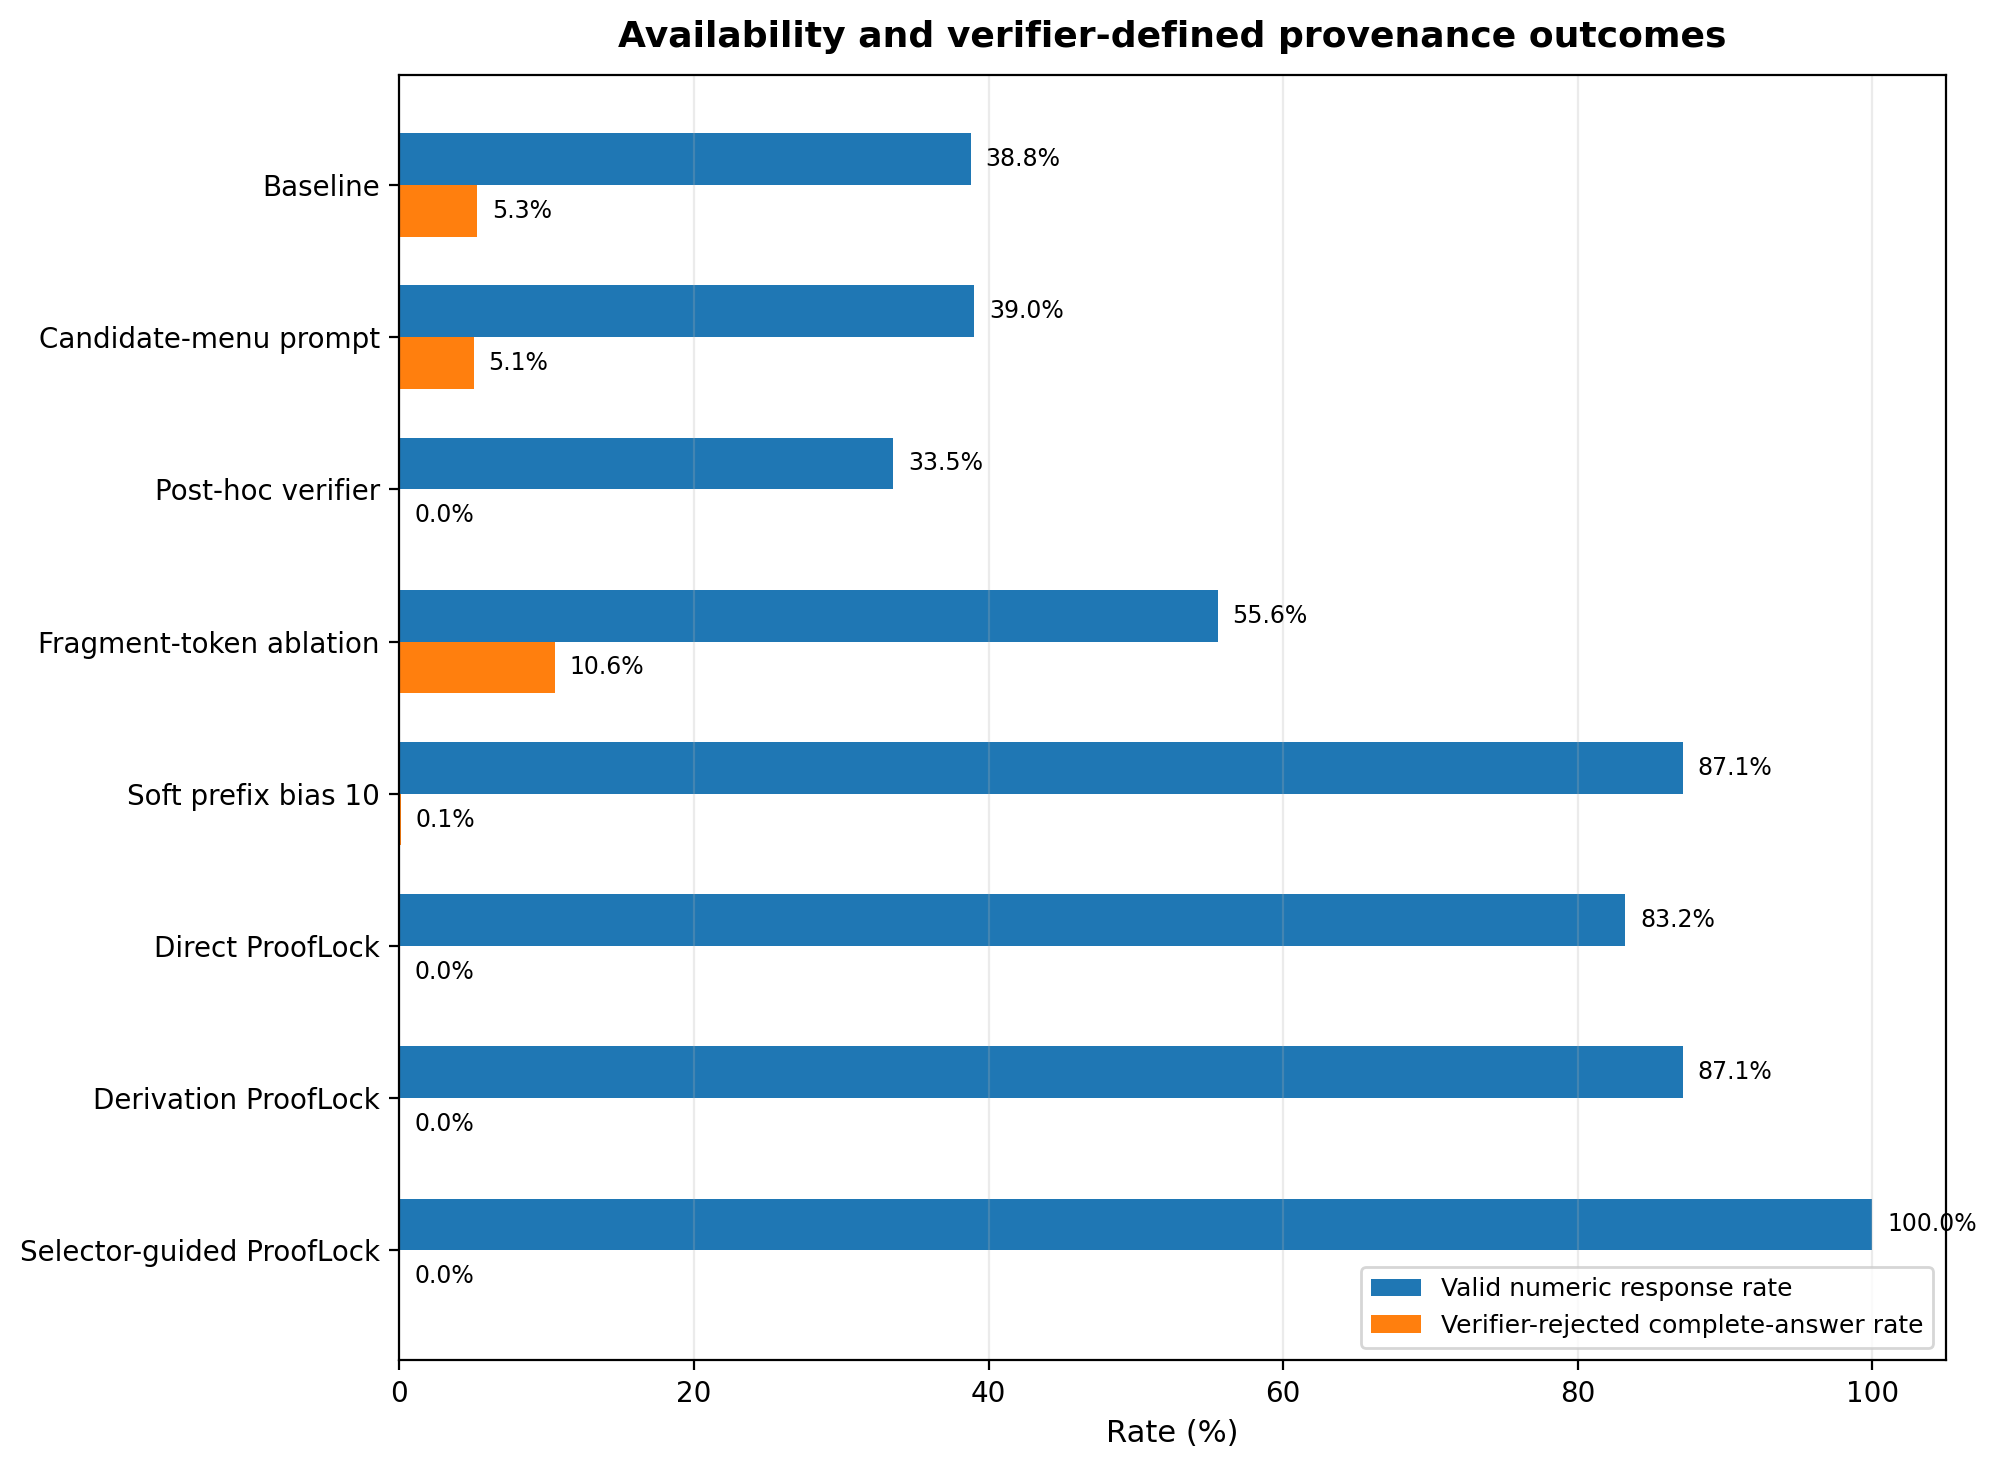 Availability and verifier-defined provenance outcomes
38.8%
Baseline
5.3%
39.0%
Candidate-menu prompt
5.1%
33.5%
Post-hoc verifier
0.0%
55.6%
Fragment-token ablation
10.6%
87.1%
Soft prefix bias 10
0.1%
83.2%
Direct ProofLock
0.0%
87.1%
Derivation ProofLock
0.0%
100.0%
Selector-guided ProofLock
0.0%
Valid numeric response rate
Verifier-rejected complete-answer rate
0 20 40 60 80 100
Rate (%)